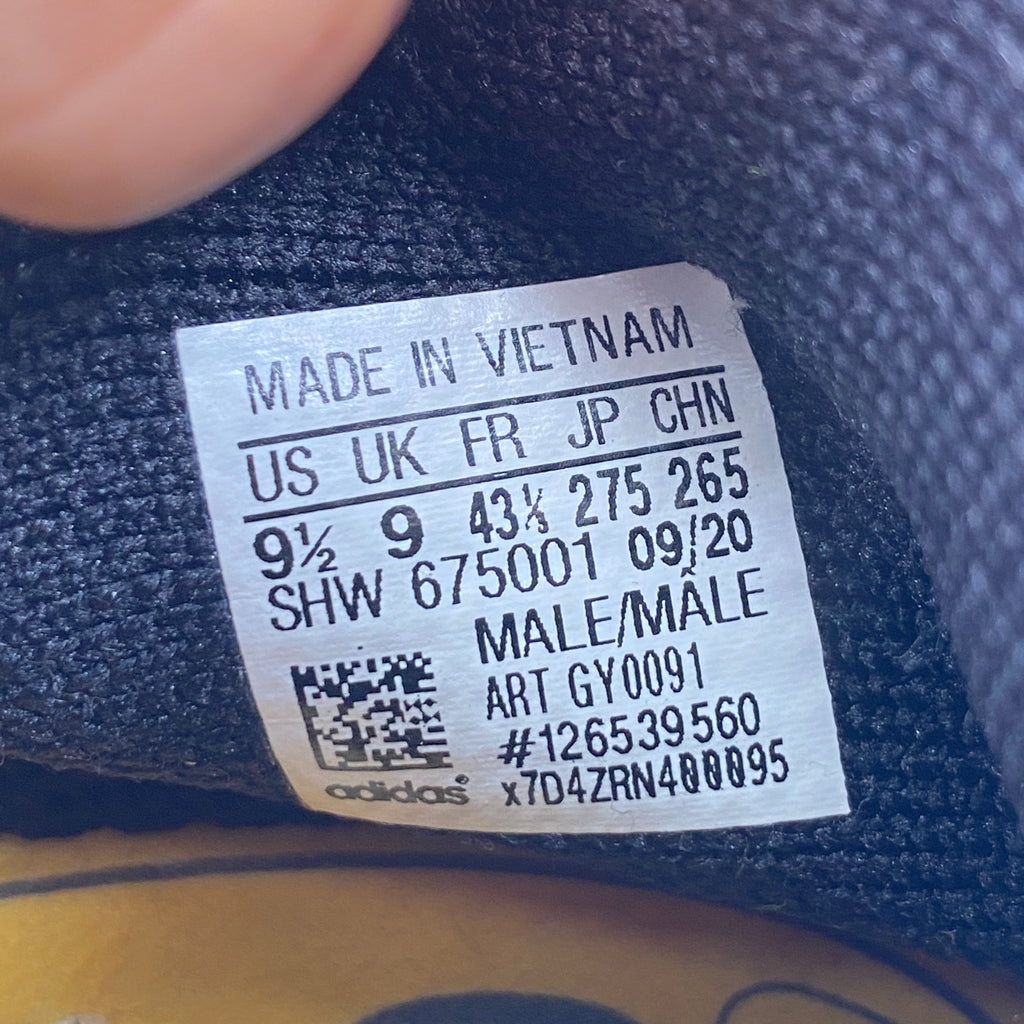 MADE IN VIETNAM
US UK FR JP CHN
9½ 9 43⅓ 275 265
SHW 675001 09/20
MALE/MÂLE
ART GY0091
#126539560
x7D4ZRN400095
adidas®